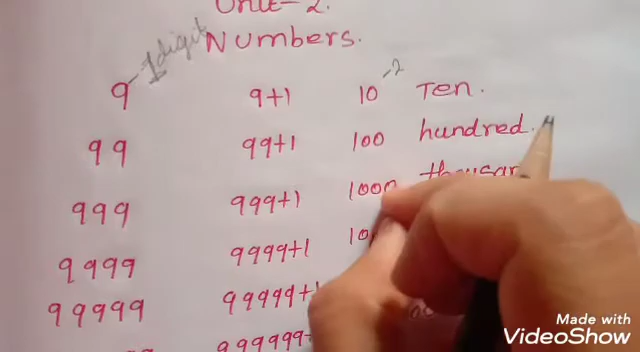 Unit-2.
Numbers.
9 - 1 digit 9+1 10 -2 Ten.
99 99+1 100 hundred.
999 999+1 1000
9999 9999+1
99999 99999+1
999999+
Made with
VideoShow